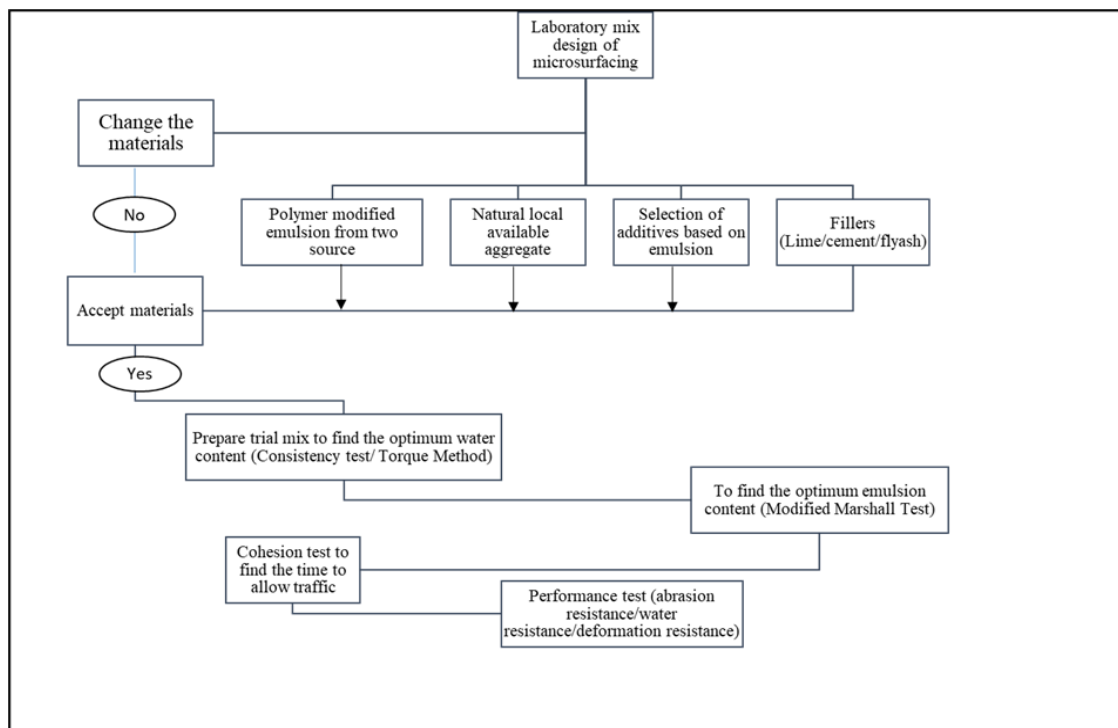 Laboratory mix
design of
microsurfacing
Change the
materials
No
Polymer modified
emulsion from two
source
Natural local
available
aggregate
Selection of
additives based on
emulsion
Fillers
(Lime/cement/flyash)
Accept materials
Yes
Prepare trial mix to find the optimum water
content (Consistency test/ Torque Method)
To find the optimum emulsion
content (Modified Marshall Test)
Cohesion test to
find the time to
allow traffic
Performance test (abrasion
resistance/water
resistance/deformation resistance)